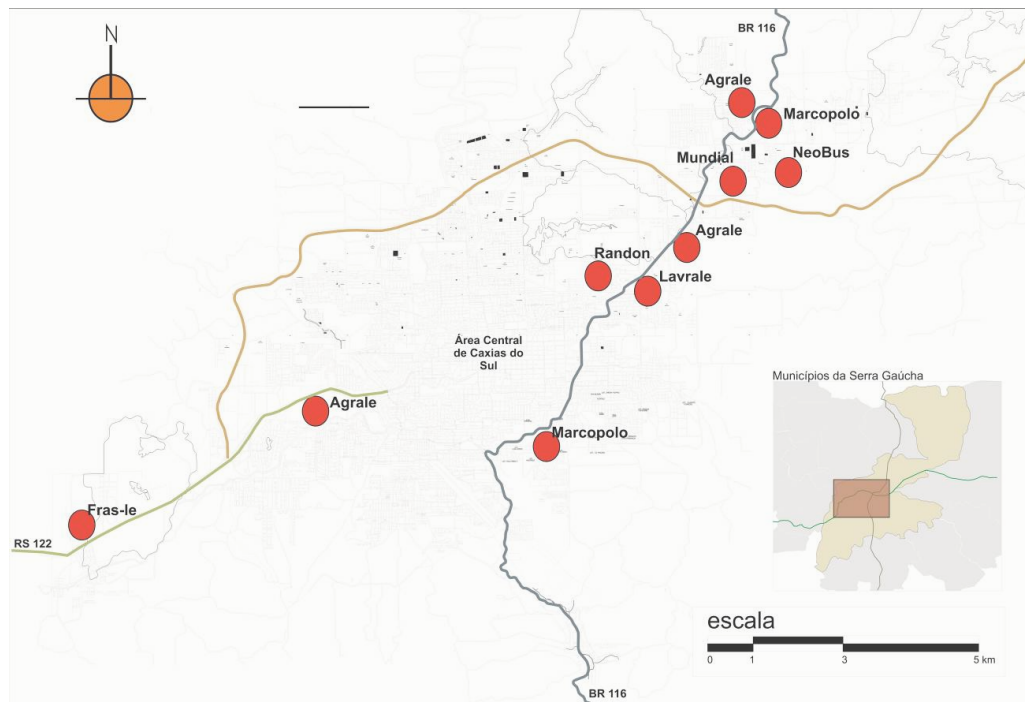 BR 116
N
Agrale
Marcopolo
Mundial
NeoBus
Agrale
Randon
Lavrale
Área Central
de Caxias do
Sul
Municípios da Serra Gaúcha
Agrale
Marcopolo
Fras-le
RS 122
escala
0 1 3 5 km
BR 116